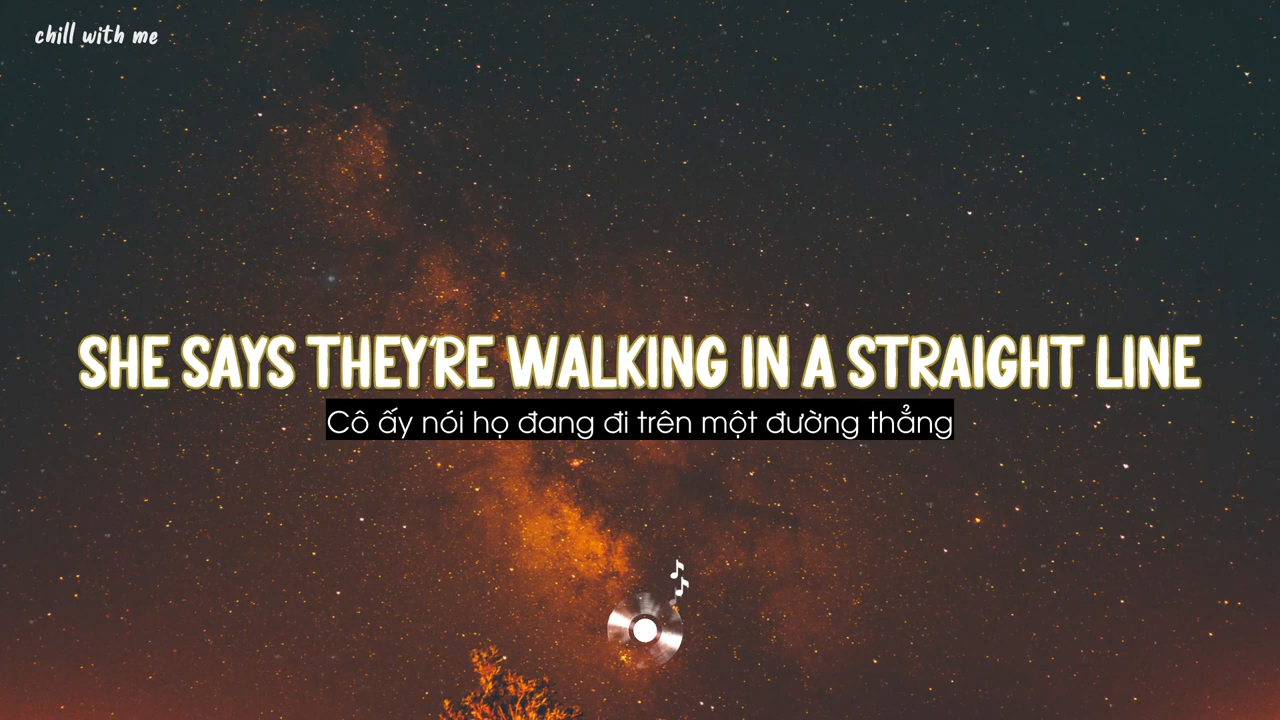 chill with me
SHE SAYS THEY'RE WALKING IN A STRAIGHT LINE
Cô ấy nói họ đang đi trên một đường thẳng